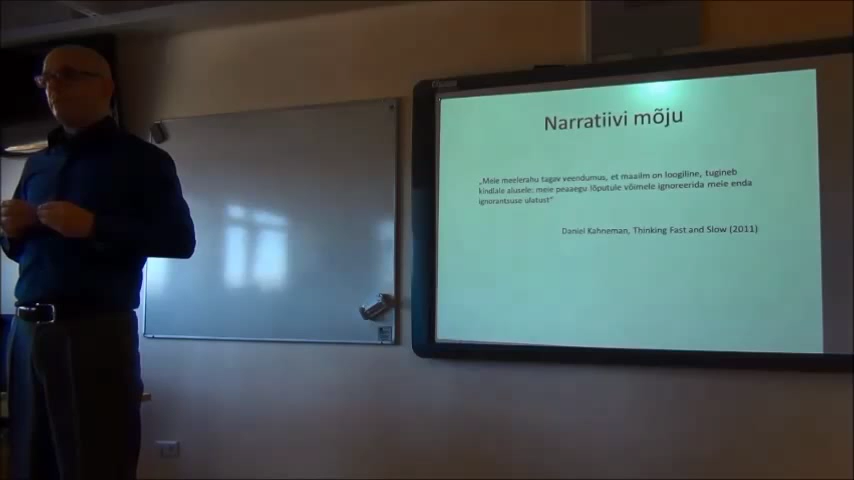 Narratiivi mõju
„Meie meelerahu tagav veendumus, et maailm on loogiline, tugineb
kindlale alusele: meie peaaegu lõputule võimele ignoreerida meie enda
ignorantsuse ulatust“
Daniel Kahneman, Thinking Fast and Slow (2011)